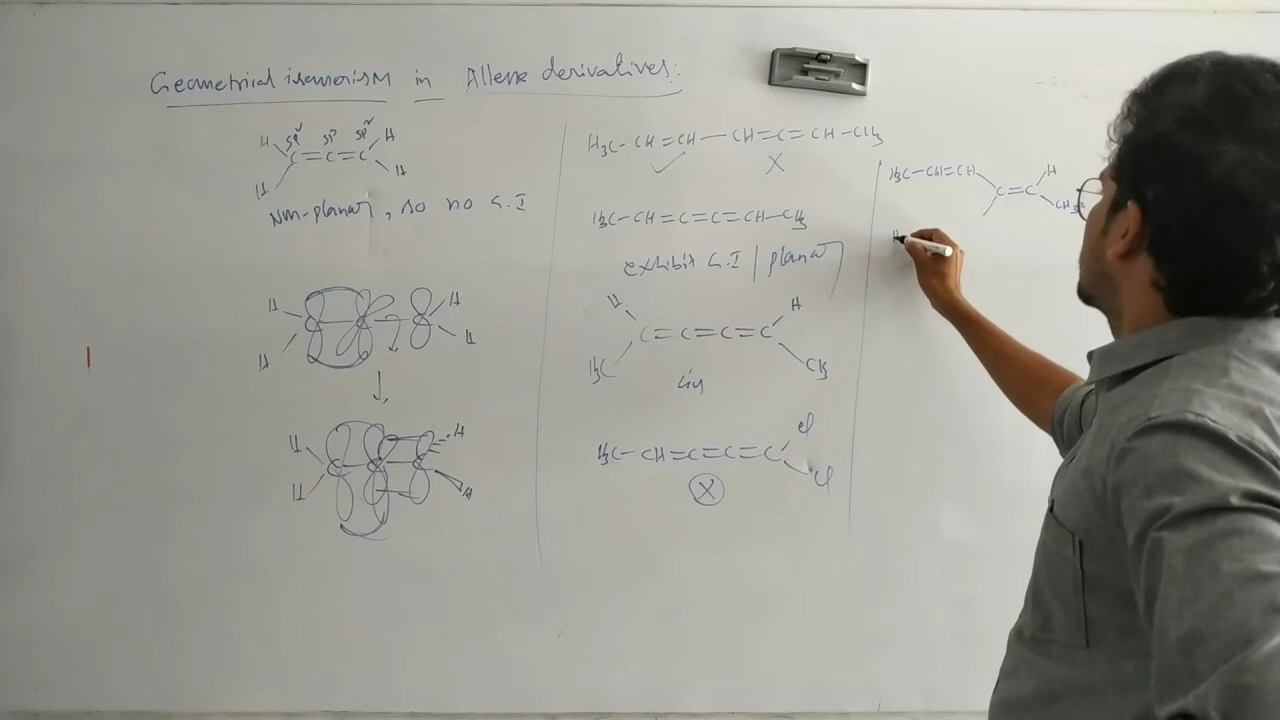 Geometrical isomerism in Allene derivatives:
H sp² sp sp² H
C=C=C
H H
Non-planar, so no G.I
H H
H H
H H
H H
H₃C-CH=CH-CH=C=CH-CH₃
✓ X
H₃C-CH=C=C=CH-CH₃
exhibit G.I / planar
H H
C=C=C=C
H₃C CH₃
cis
Cl
H₃C-CH=C=C=C
Cl
X
H₃C-CH=CH H
C=C
CH₃
H